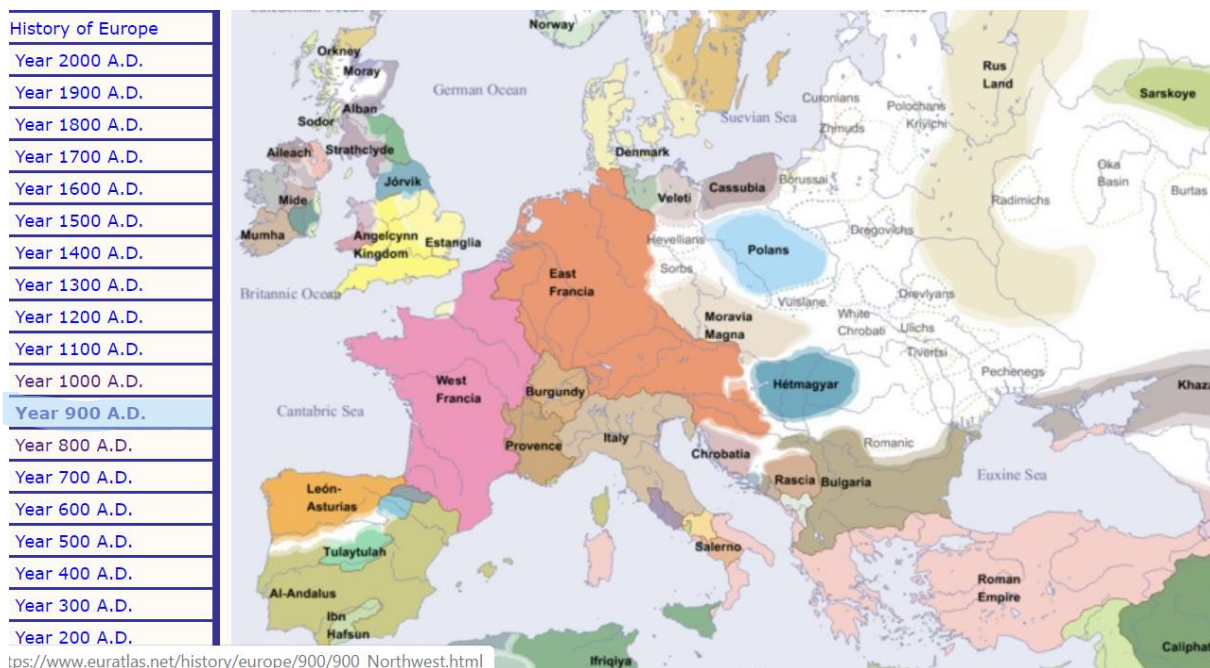 History of Europe
Year 2000 A.D.
Year 1900 A.D.
Year 1800 A.D.
Year 1700 A.D.
Year 1600 A.D.
Year 1500 A.D.
Year 1400 A.D.
Year 1300 A.D.
Year 1200 A.D.
Year 1100 A.D.
Year 1000 A.D.
Year 900 A.D.
Year 800 A.D.
Year 700 A.D.
Year 600 A.D.
Year 500 A.D.
Year 400 A.D.
Year 300 A.D.
Year 200 A.D.
tps://www.euratlas.net/history/europe/900/900_Northwest.html
Norway
Orkney
Moray
German Ocean
Rus
Land
Sarskoye
Alban
Sodor
Curonians
Polochans
Krivichi
Suevian Sea
Zhmuds
Aileach
Strathclyde
Denmark
Oka
Basin
Jórvik
Veleti
Cassubia
Borussai
Burtas
Mide
Radimichs
Mumha
Angelcynn
Kingdom
Estanglia
Hevellians
Polans
Dregovichs
Sorbs
East
Francia
Britannic Ocean
Vulslane
Drevlyans
Moravia
Magna
White
Chrobati
Ulichs
Tivertsi
Pechenegs
West
Francia
Burgundy
Hétmagyar
Khaza
Cantabric Sea
Provence
Italy
Chrobatia
Romanic
Rascia
Bulgaria
Euxine Sea
León-
Asturias
Tulaytulah
Salerno
Al-Andalus
Roman
Empire
Ibn
Hafsun
Ifriqiya
Caliphat